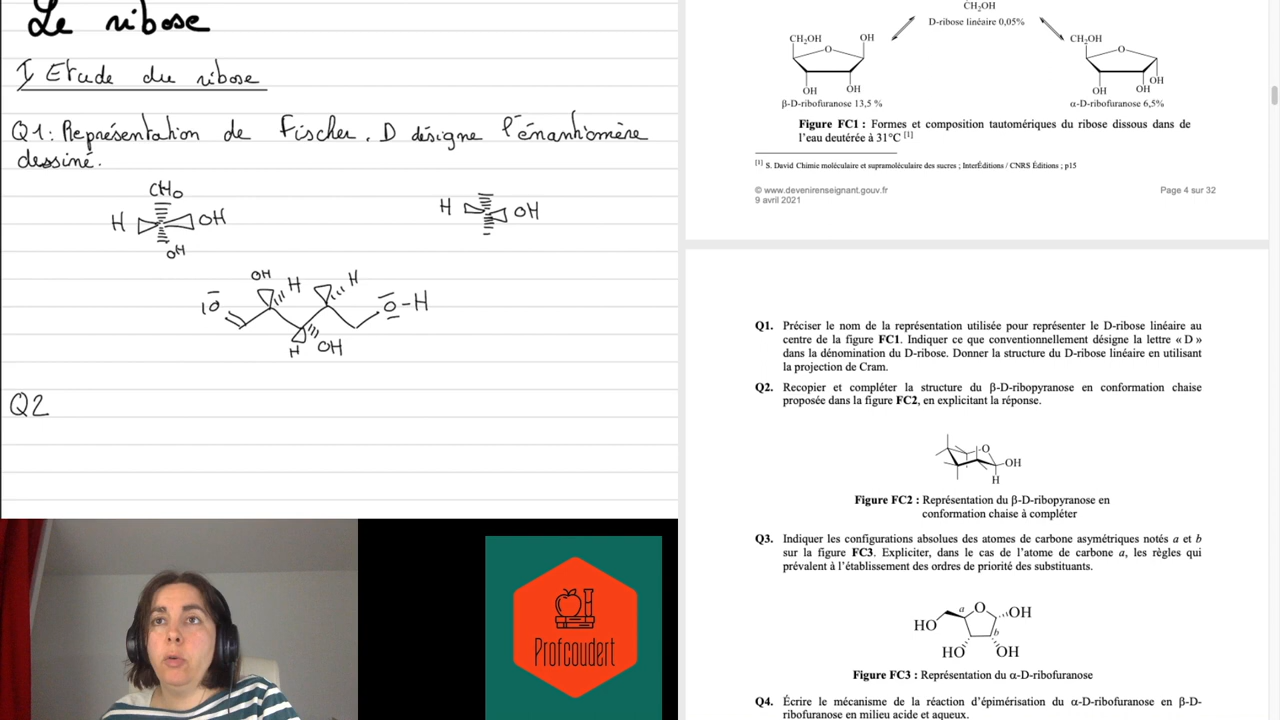 Le ribose
I Etude du ribose
Q1: Représentation de Fischer. D désigne l'énantiomère
dessiné.
CHO
H OH
OH
H OH
OH H H
|O O-H
H OH
Q2
Profcoudert
CH2OH
D-ribose linéaire 0,05%
CH2OH OH
O
OH OH
β-D-ribofuranose 13,5 %
CH2OH
O
OH
OH OH
α-D-ribofuranose 6,5%
Figure FC1 : Formes et composition tautomériques du ribose dissous dans de
l'eau deutérée à 31°C [1]
[1] S. David Chimie moléculaire et supramoléculaire des sucres ; InterÉditions / CNRS Éditions ; p15
© www.devenirenseignant.gouv.fr Page 4 sur 32
9 avril 2021
Q1. Préciser le nom de la représentation utilisée pour représenter le D-ribose linéaire au
centre de la figure FC1. Indiquer ce que conventionnellement désigne la lettre « D »
dans la dénomination du D-ribose. Donner la structure du D-ribose linéaire en utilisant
la projection de Cram.
Q2. Recopier et compléter la structure du β-D-ribopyranose en conformation chaise
proposée dans la figure FC2, en explicitant la réponse.
O
OH
H
Figure FC2 : Représentation du β-D-ribopyranose en
conformation chaise à compléter
Q3. Indiquer les configurations absolues des atomes de carbone asymétriques notés a et b
sur la figure FC3. Expliciter, dans le cas de l'atome de carbone a, les règles qui
prévalent à l'établissement des ordres de priorité des substituants.
a O OH
HO b
HO OH
Figure FC3 : Représentation du α-D-ribofuranose
Q4. Écrire le mécanisme de la réaction d'épimérisation du α-D-ribofuranose en β-D-
ribofuranose en milieu acide et aqueux.